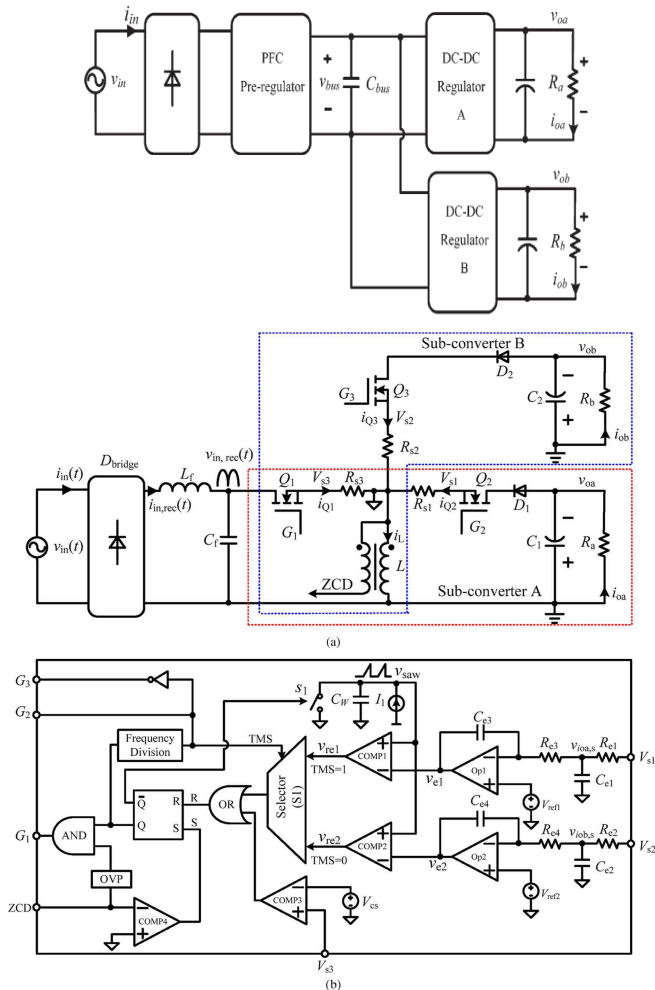 i_in
v_in
PFC
Pre-regulator
+
v_bus
-
C_bus
DC-DC
Regulator
A
v_oa
+
R_a
-
i_oa
DC-DC
Regulator
B
v_ob
+
R_b
-
i_ob
Sub-converter B
G_3
Q_3
i_Q3
V_s2
R_s2
D_2
v_ob
C_2
-
+
R_b
i_ob
i_in(t)
v_in(t)
D_bridge
L_f
i_in,rec(t)
v_in, rec(t)
C_f
Q_1
G_1
V_s3
i_Q1
R_s3
R_s1
V_s1
i_Q2
Q_2
G_2
D_1
v_oa
C_1
-
+
R_a
i_oa
i_L
L
ZCD
Sub-converter A
(a)
G_3
G_2
Frequency
Division
TMS
s_1
C_W
I_1
v_saw
v_re1
TMS=1
Selector
(S1)
v_re2
TMS=0
+
COMP1
-
+
COMP2
-
v_e1
C_e3
-
Op1
+
R_e3
v_ioa,s
R_e1
V_s1
C_e1
V_ref1
v_e2
C_e4
-
Op2
+
R_e4
v_iob,s
R_e2
V_s2
C_e2
V_ref2
Q̄
Q
R
S
R
S
OR
G_1
AND
OVP
ZCD
-
COMP4
+
-
COMP3
+
V_cs
V_s3
(b)